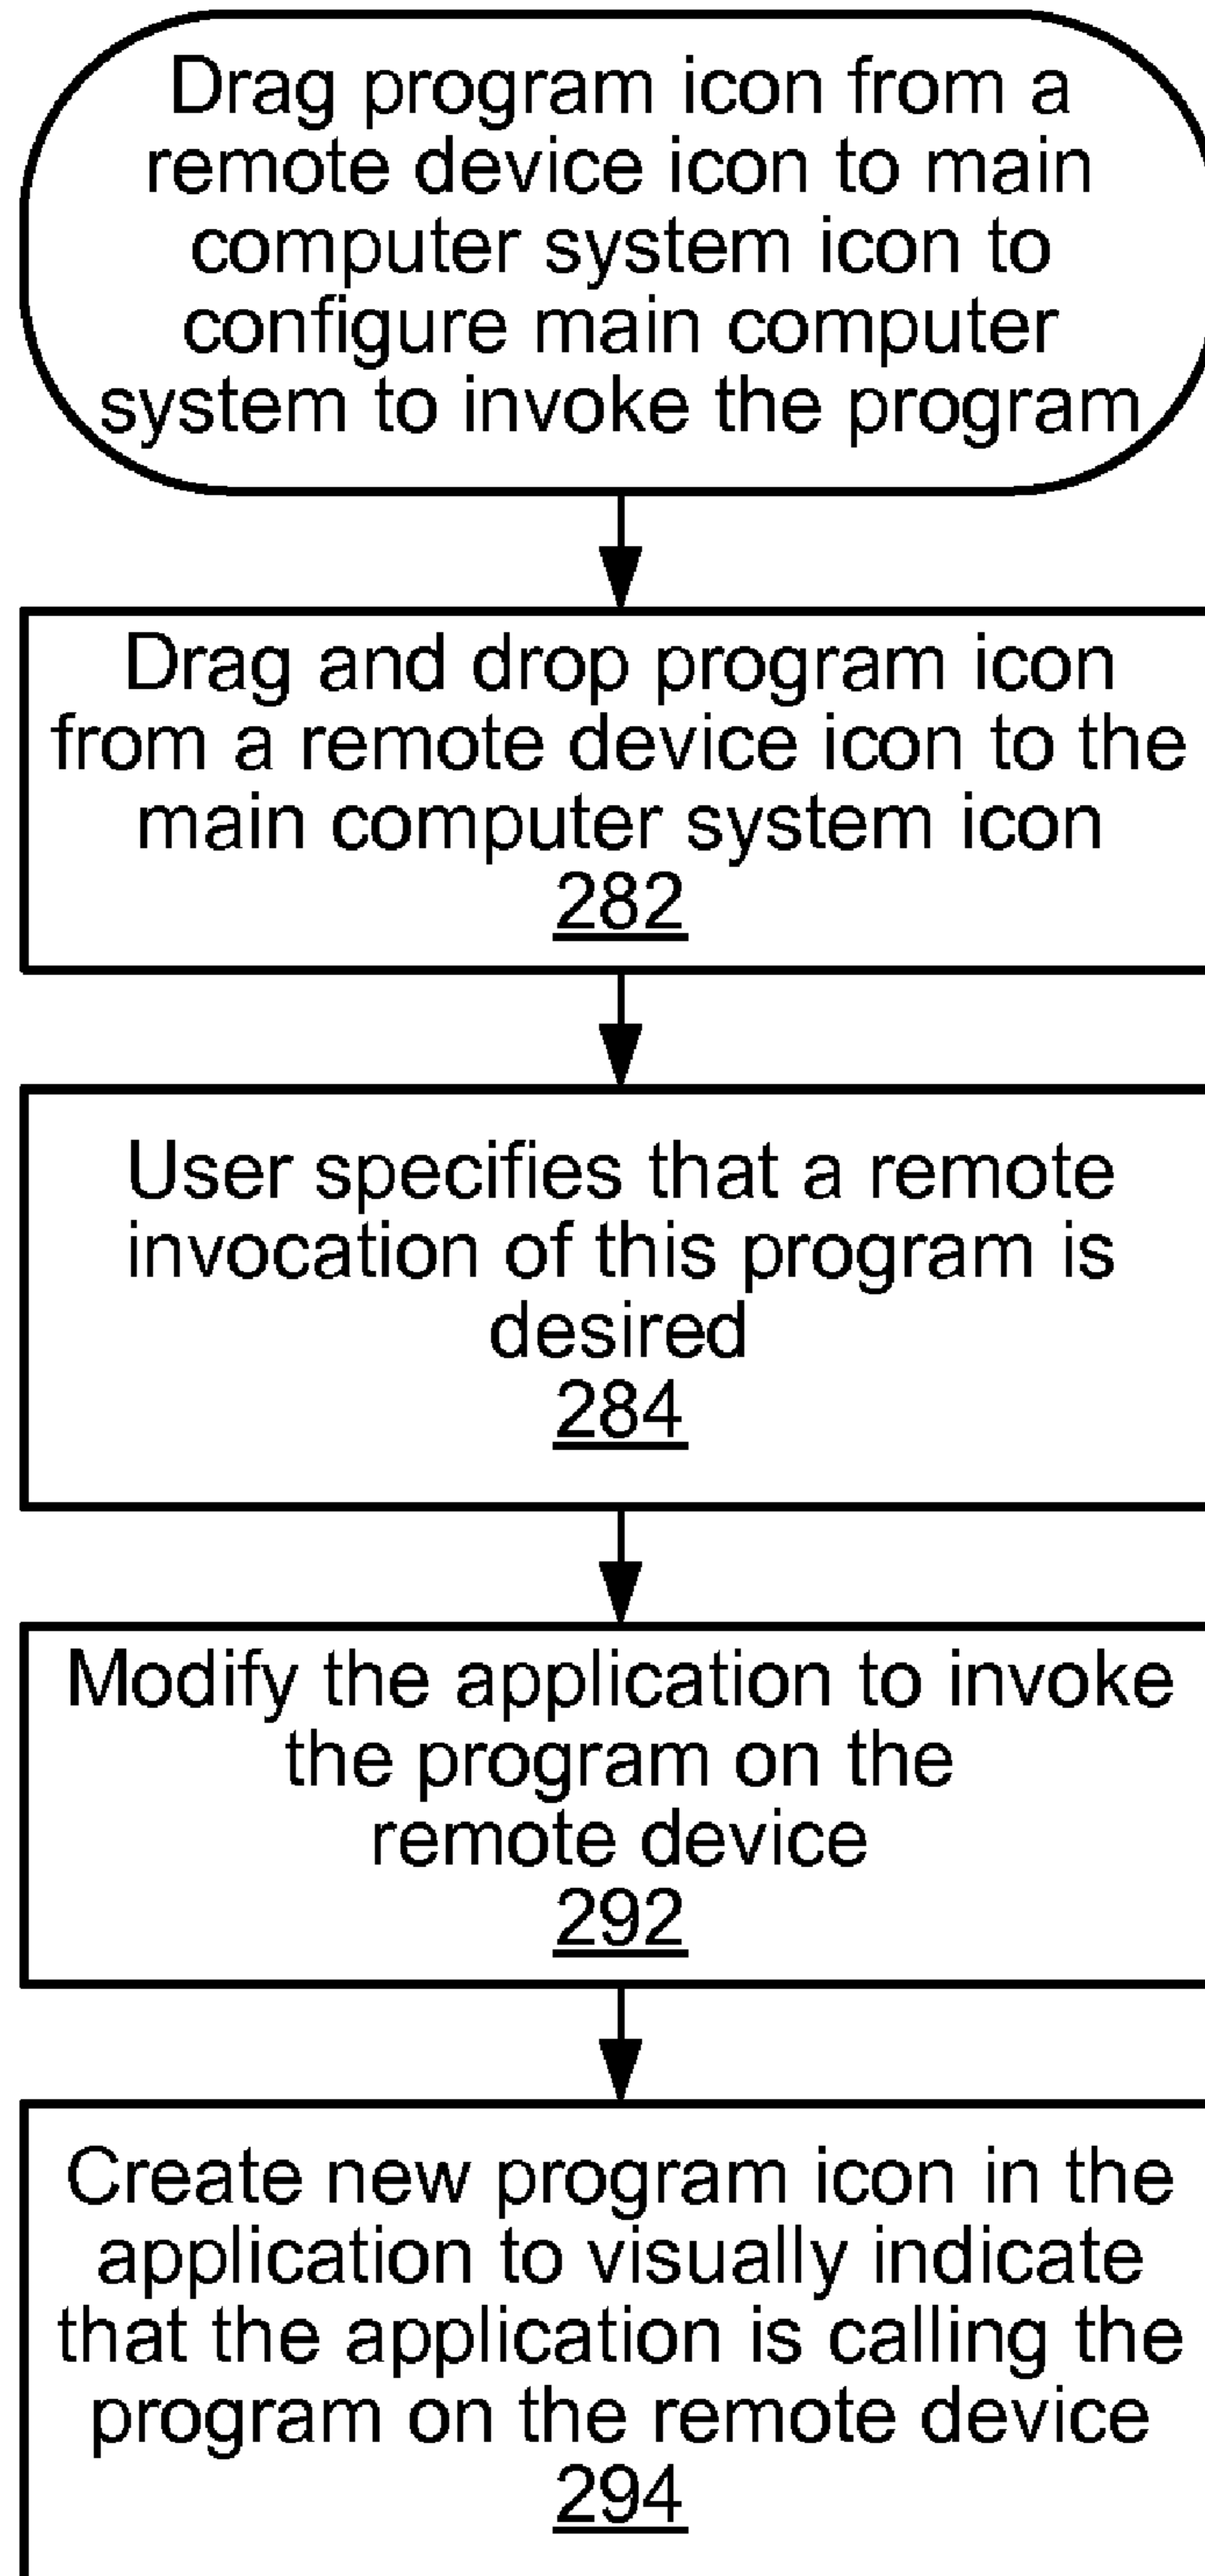 Drag program icon from a
remote device icon to main
computer system icon to
configure main computer
system to invoke the program
Drag and drop program icon
from a remote device icon to the
main computer system icon
282
User specifies that a remote
invocation of this program is
desired
284
Modify the application to invoke
the program on the
remote device
292
Create new program icon in the
application to visually indicate
that the application is calling the
program on the remote device
294